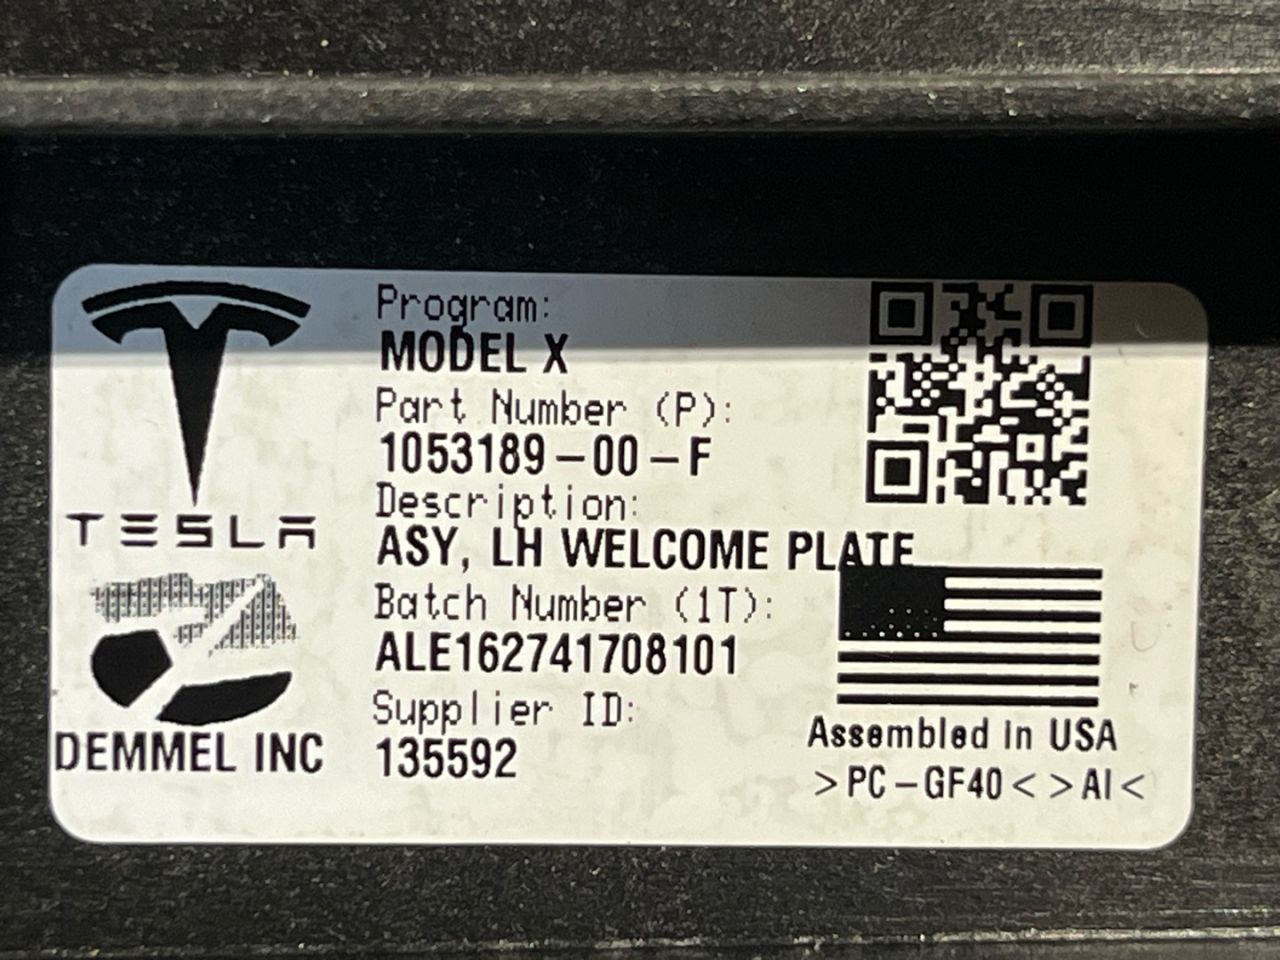 TESLA
DEMMEL INC
Program:
MODEL X
Part Number (P):
1053189-00-F
Description:
ASY, LH WELCOME PLATE
Batch Number (1T):
ALE162741708101
Supplier ID:
135592
Assembled in USA
>PC-GF40< >AI<